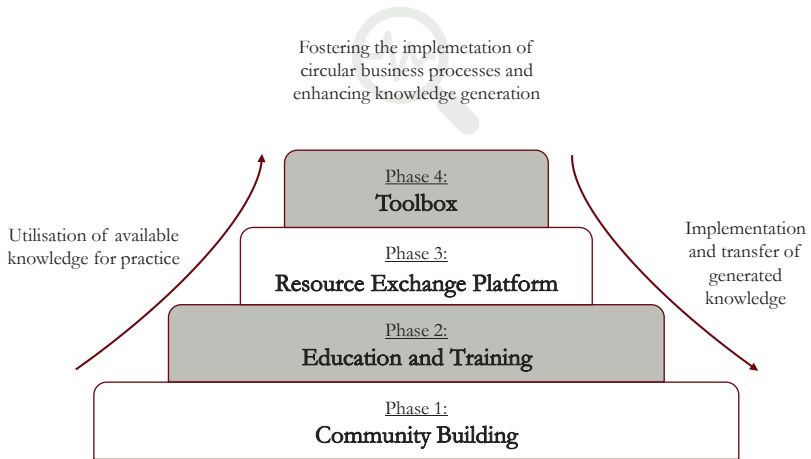 Fostering the implemetation of
circular business processes and
enhancing knowledge generation
Phase 4:
Toolbox
Utilisation of available
knowledge for practice
Phase 3:
Resource Exchange Platform
Implementation
and transfer of
generated
knowledge
Phase 2:
Education and Training
Phase 1:
Community Building